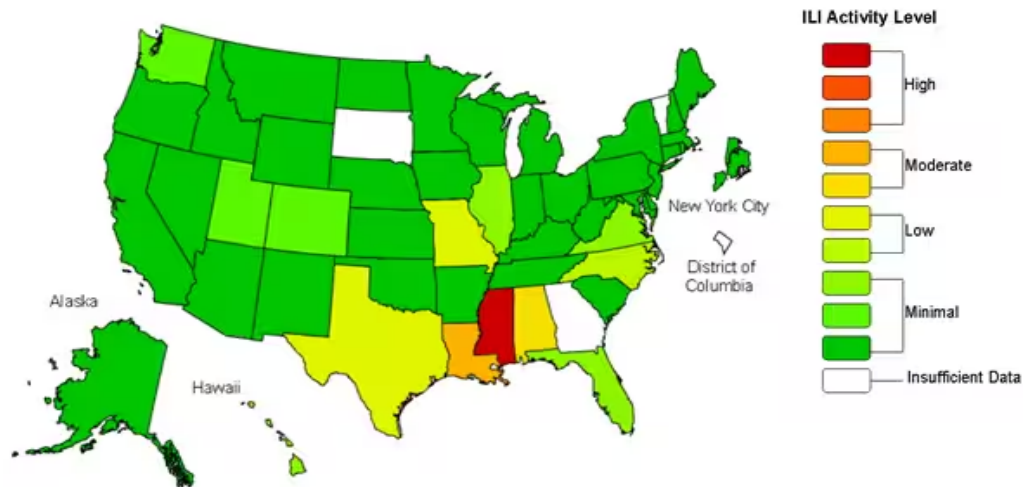 ILI Activity Level
High
Moderate
Low
Minimal
Insufficient Data
New York City
District of
Columbia
Alaska
Hawaii